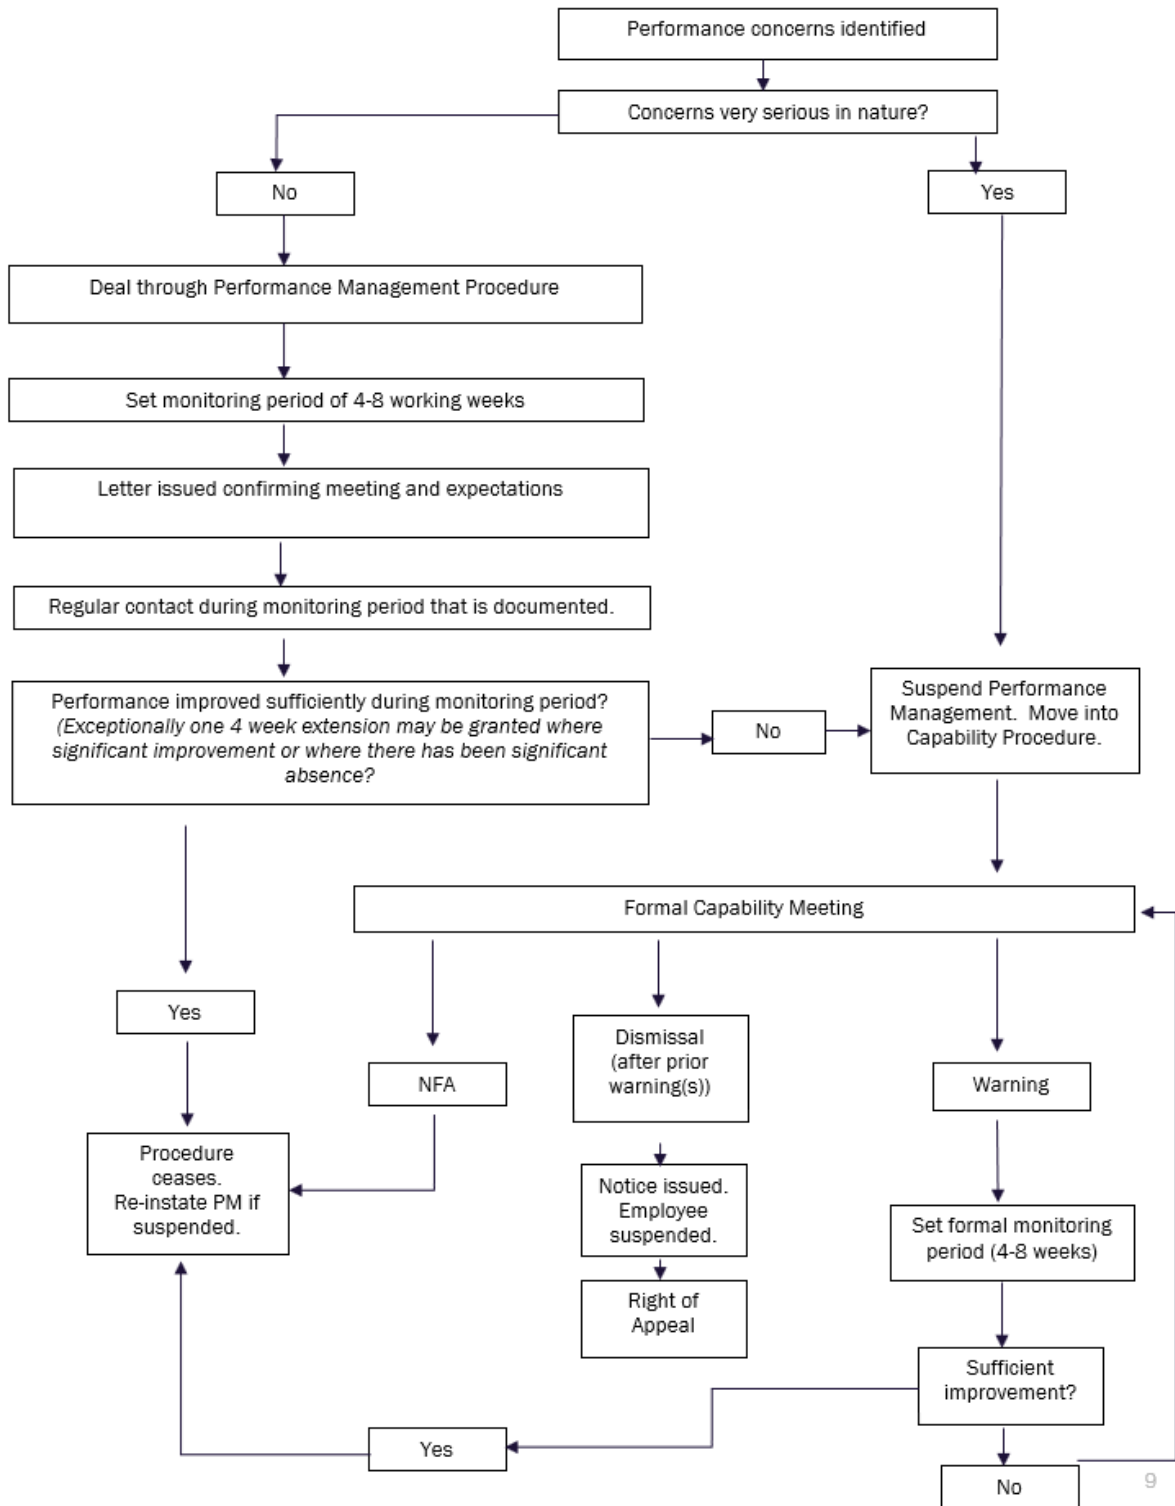 Performance concerns identified
Concerns very serious in nature?
No
Yes
Deal through Performance Management Procedure
Set monitoring period of 4-8 working weeks
Letter issued confirming meeting and expectations
Regular contact during monitoring period that is documented.
Performance improved sufficiently during monitoring period?
(Exceptionally one 4 week extension may be granted where
significant improvement or where there has been significant
absence?
No
Suspend Performance
Management. Move into
Capability Procedure.
Formal Capability Meeting
Yes
NFA
Dismissal
(after prior
warning(s))
Warning
Procedure
ceases.
Re-instate PM if
suspended.
Notice issued.
Employee
suspended.
Set formal monitoring
period (4-8 weeks)
Right of
Appeal
Sufficient
improvement?
Yes
No
9